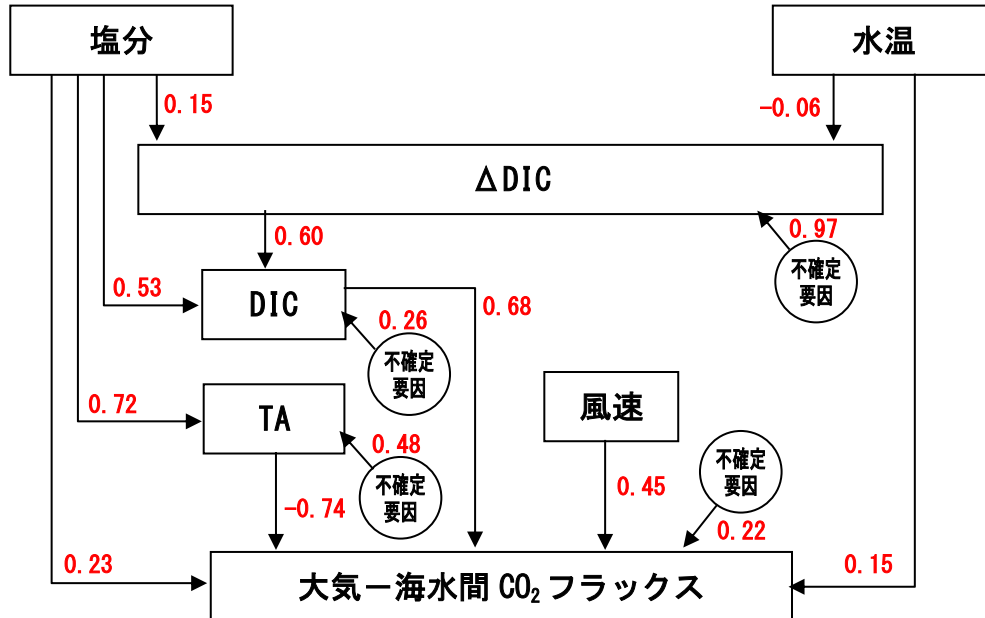 塩分
水温
0.15
-0.06
ΔDIC
0.60
0.97
不確定
要因
0.53
DIC
0.26
0.68
不確定
要因
0.72
TA
0.48
不確定
要因
風速
不確定
要因
-0.74
0.45
0.22
0.23
0.15
大気－海水間 CO₂ フラックス